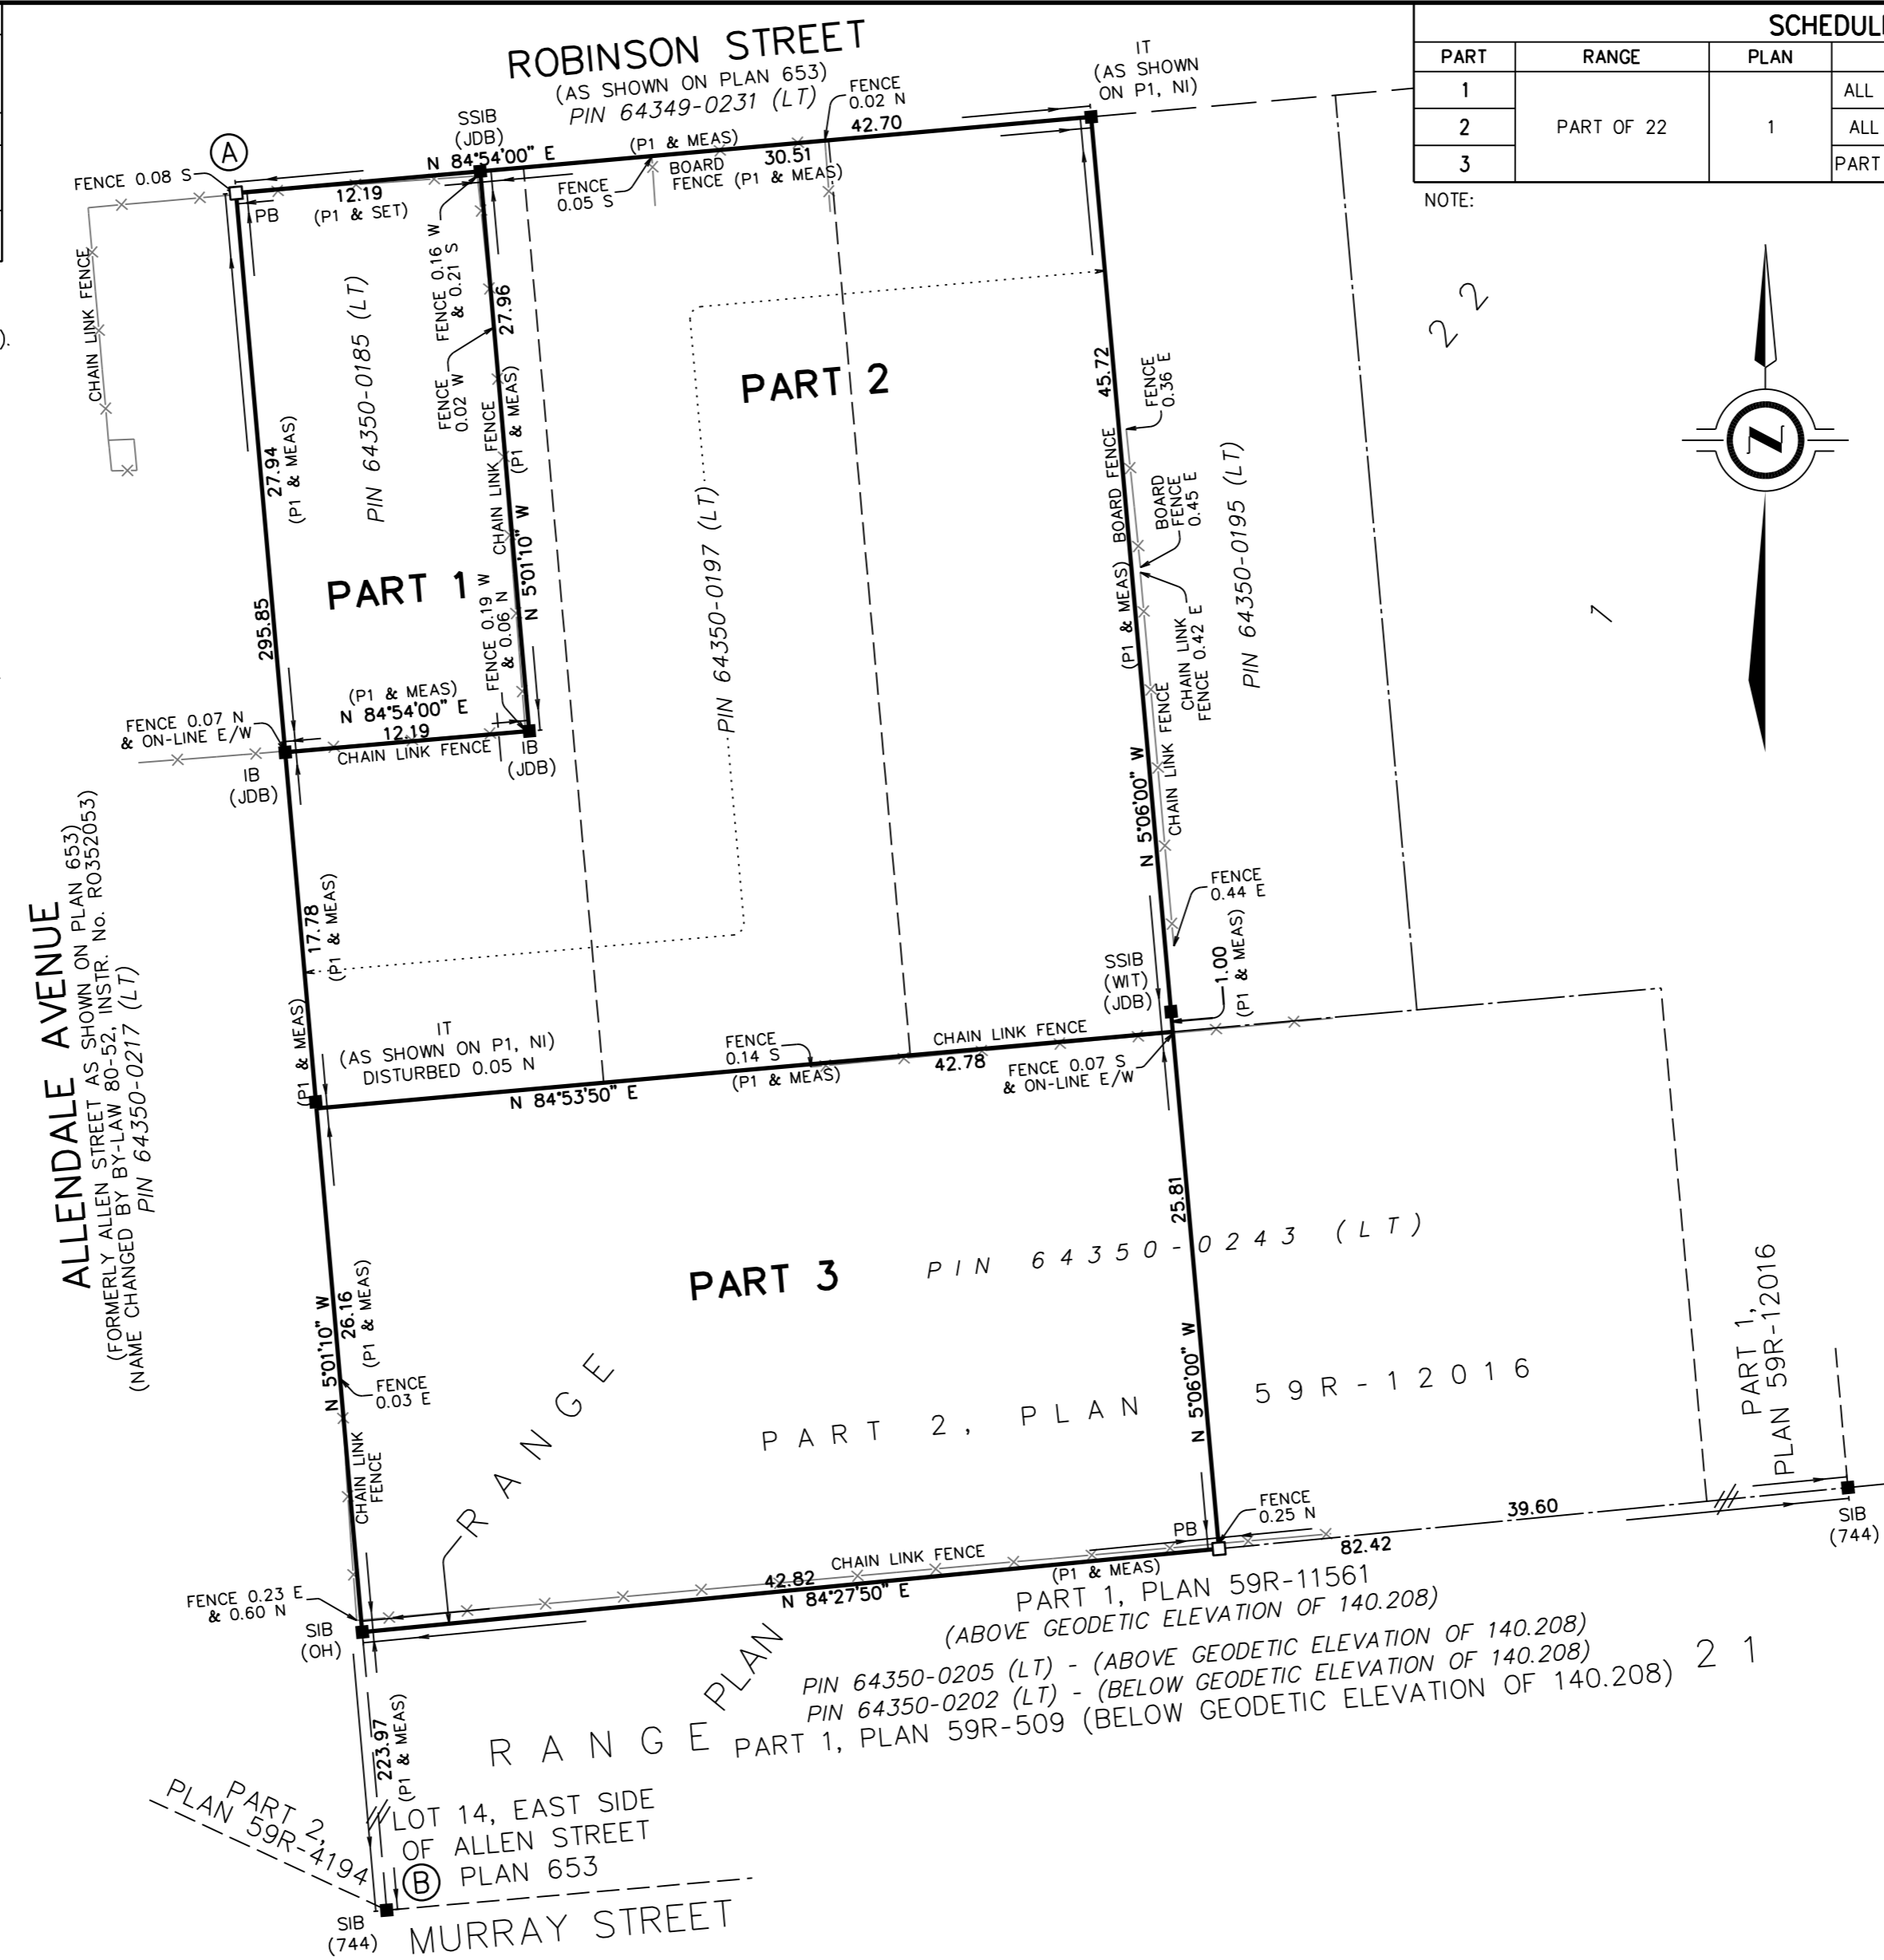 SCHEDUL
PART
RANGE
PLAN
1
ALL
2
PART OF 22
1
ALL
3
PART
NOTE:
).
ROBINSON STREET
(AS SHOWN ON PLAN 653)
PIN 64349-0231 (LT)
IT
(AS SHOWN
ON P1, NI)
FENCE
0.02 N
42.70
SSIB
(JDB)
N 84°54'00" E
(P1 & MEAS)
30.51
BOARD
FENCE (P1 & MEAS)
FENCE
0.05 S
A
FENCE 0.08 S
PB
12.19
(P1 & SET)
CHAIN LINK FENCE
FENCE 0.16 W
& 0.21 S
FENCE
0.02 W
27.96
(P1 & MEAS)
CHAIN LINK FENCE
N 5°01'10" W
PIN 64350-0185 (LT)
27.94
(P1 & MEAS)
PART 1
295.85
FENCE 0.19 W
& 0.06 N
(P1 & MEAS)
N 84°54'00" E
12.19
CHAIN LINK FENCE
FENCE 0.07 N
& ON-LINE E/W
IB
(JDB)
IB
(JDB)
PART 2
PIN 64350-0197 (LT)
45.72
FENCE
0.36 E
BOARD FENCE
(P1 & MEAS)
BOARD
FENCE
0.45 E
CHAIN LINK
FENCE 0.42 E
PIN 64350-0195 (LT)
CHAIN LINK FENCE
N 5°06'00" W
FENCE
0.44 E
22
1
N
17.78
(P1 & MEAS)
(P1 & MEAS)
SSIB
(WIT)
(JDB)
1.00
(P1 & MEAS)
IT
(AS SHOWN ON P1, NI)
DISTURBED 0.05 N
FENCE
0.14 S
CHAIN LINK FENCE
(P1 & MEAS)
42.78
FENCE 0.07 S
& ON-LINE E/W
N 84°53'50" E
ALLENDALE AVENUE
(FORMERLY ALLEN STREET AS SHOWN ON PLAN 653)
(NAME CHANGED BY BY-LAW 80-52, INSTR. No. RO352053)
PIN 64350-0217 (LT)
25.81
PART 3
PIN 64350-0243 (LT)
N 5°01'10" W
26.16
(P1 & MEAS)
FENCE
0.03 E
CHAIN LINK
FENCE
RANGE
PART 2, PLAN 59R-12016
N 5°06'00" W
PART 1,
PLAN 59R-12016
FENCE
0.25 N
PB
39.60
SIB
(744)
82.42
CHAIN LINK FENCE
42.82
(P1 & MEAS)
N 84°27'50" E
FENCE 0.23 E
& 0.60 N
SIB
(OH)
PART 1, PLAN 59R-11561
(ABOVE GEODETIC ELEVATION OF 140.208)
PIN 64350-0205 (LT) - (ABOVE GEODETIC ELEVATION OF 140.208)
PIN 64350-0202 (LT) - (BELOW GEODETIC ELEVATION OF 140.208)
PART 1, PLAN 59R-509 (BELOW GEODETIC ELEVATION OF 140.208)
21
PLAN
RANGE
223.97
(P1 & MEAS)
PART 2,
PLAN 59R-4194
LOT 14, EAST SIDE
OF ALLEN STREET
PLAN 653
B
SIB
(744)
MURRAY STREET